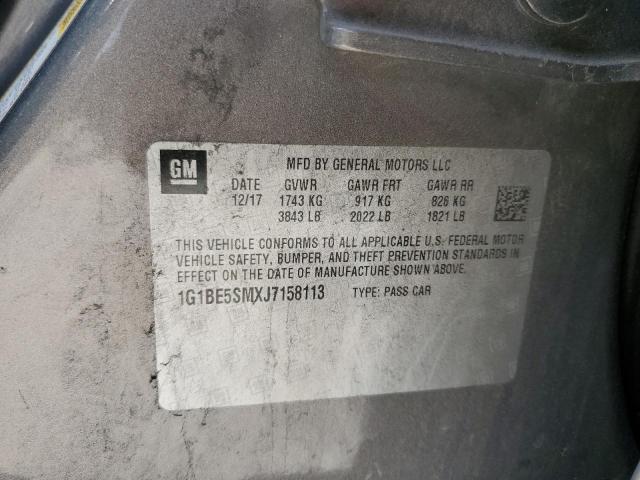 GM
MFD BY GENERAL MOTORS LLC
DATE GVWR GAWR FRT GAWR RR
12/17 1743 KG 917 KG 826 KG
3843 LB 2022 LB 1821 LB
THIS VEHICLE CONFORMS TO ALL APPLICABLE U.S. FEDERAL MOTOR
VEHICLE SAFETY, BUMPER, AND THEFT PREVENTION STANDARDS IN
EFFECT ON THE DATE OF MANUFACTURE SHOWN ABOVE.
1G1BE5SMXJ7158113 TYPE: PASS CAR